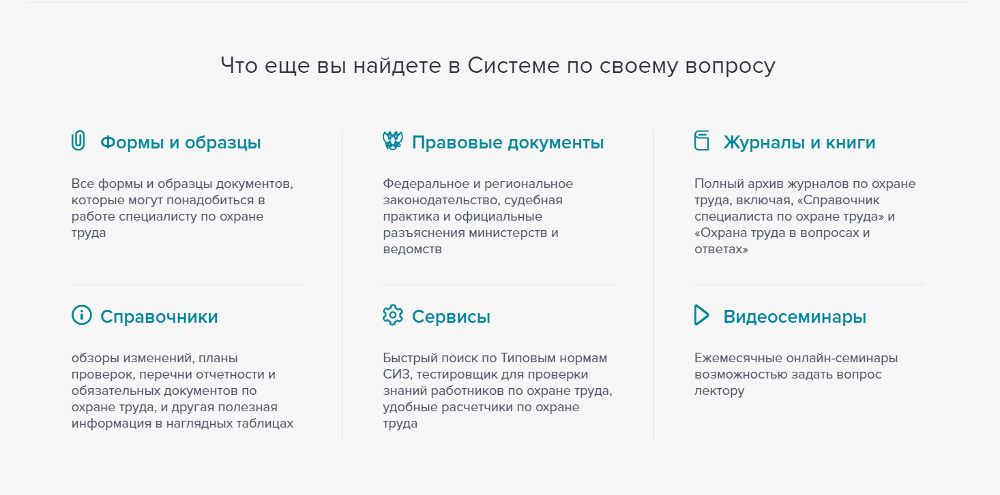 Что еще вы найдете в Системе по своему вопросу
Формы и образцы
Все формы и образцы документов,
которые могут понадобиться в
работе специалисту по охране
труда
Правовые документы
Федеральное и региональное
законодательство, судебная
практика и официальные
разъяснения министерств и
ведомств
Журналы и книги
Полный архив журналов по охране
труда, включая, «Справочник
специалиста по охране труда» и
«Охрана труда в вопросах и
ответах»
Справочники
обзоры изменений, планы
проверок, перечни отчетности и
обязательных документов по
охране труда, и другая полезная
информация в наглядных таблицах
Сервисы
Быстрый поиск по Типовым нормам
СИЗ, тестировщик для проверки
знаний работников по охране труда,
удобные расчетчики по охране
труда
Видеосеминары
Ежемесячные онлайн-семинары
возможностью задать вопрос
лектору